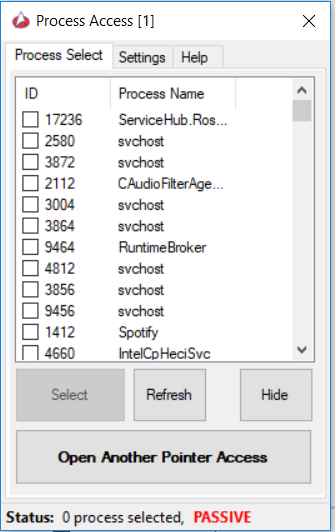 Process Access [1]
Process Select Settings Help
ID Process Name
17236 ServiceHub.Ros...
2580 svchost
3872 svchost
2112 CAudioFilterAge...
3004 svchost
3864 svchost
9464 RuntimeBroker
4812 svchost
3856 svchost
9456 svchost
1412 Spotify
4660 IntelCpHeciSvc
Select Refresh Hide
Open Another Pointer Access
Status: 0 process selected, PASSIVE